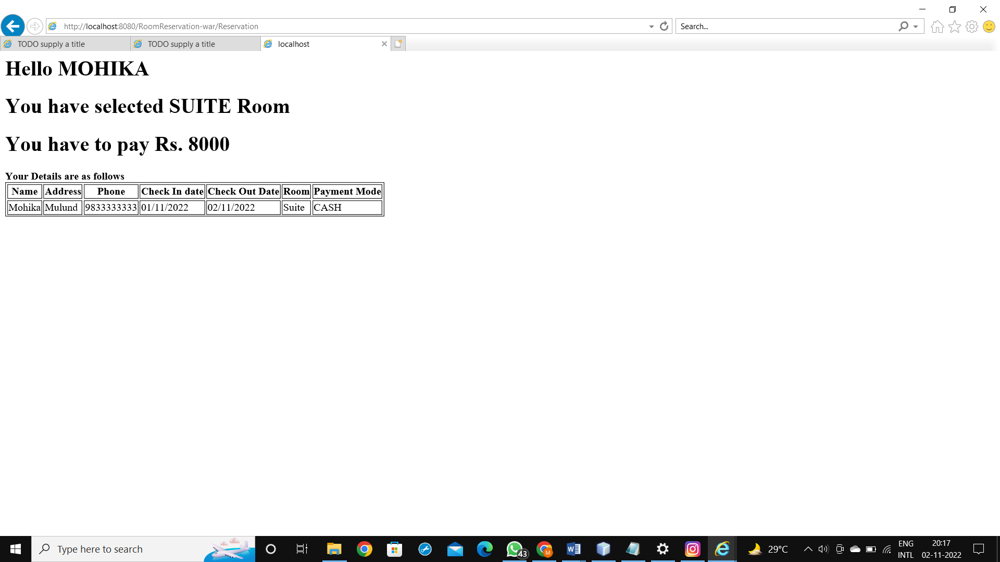 http://localhost:8080/RoomReservation-war/Reservation
Search...
TODO supply a title
TODO supply a title
localhost
Hello MOHIKA
You have selected SUITE Room
You have to pay Rs. 8000
Your Details are as follows
Name Address Phone Check In date Check Out Date Room Payment Mode
Mohika Mulund 9833333333 01/11/2022 02/11/2022 Suite CASH
Type here to search
43
M
29°C
ENG
INTL
20:17
02-11-2022